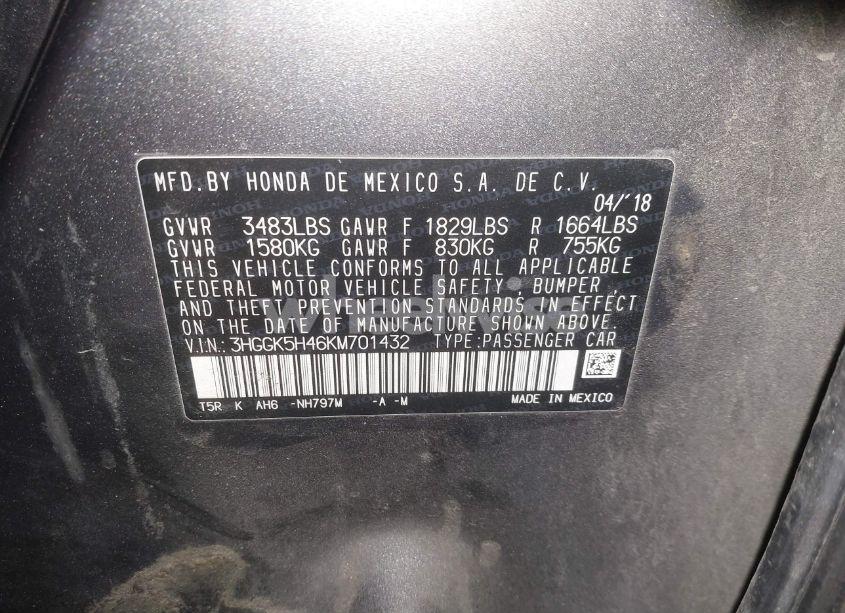 MFD.BY HONDA DE MEXICO S.A. DE C.V.
04/'18
GVWR 3483LBS GAWR F 1829LBS R 1664LBS
GVWR 1580KG GAWR F 830KG R 755KG
THIS VEHICLE CONFORMS TO ALL APPLICABLE
FEDERAL MOTOR VEHICLE SAFETY, BUMPER,
AND THEFT PREVENTION STANDARDS IN EFFECT
ON THE DATE OF MANUFACTURE SHOWN ABOVE.
V.I.N.: 3HGGK5H46KM701432 TYPE:PASSENGER CAR
T5R K AH6 -NH797M -A -M MADE IN MEXICO